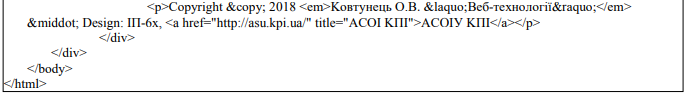 <p>Copyright &copy; 2018 <em>Ковтунець О.В. &laquo;Веб-технології&raquo;</em>
&middot; Design: ІП-6х, <a href="http://asu.kpi.ua/" title="АСОІ КПІ">АСОІУ КПІ</a></p>
</div>
</div>
</body>
</html>